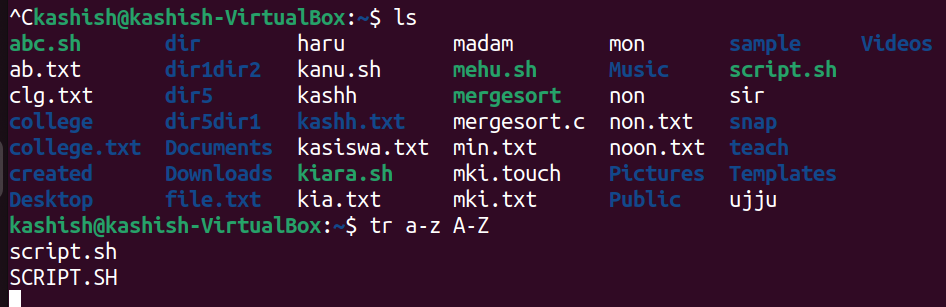 ^Ckashish@kashish-VirtualBox:~$ ls
abc.sh dir haru madam mon sample Videos
ab.txt dir1dir2 kanu.sh mehu.sh Music script.sh
clg.txt dir5 kashh mergesort non sir
college dir5dir1 kashh.txt mergesort.c non.txt snap
college.txt Documents kasiswa.txt min.txt noon.txt teach
created Downloads kiara.sh mki.touch Pictures Templates
Desktop file.txt kia.txt mki.txt Public ujju
kashish@kashish-VirtualBox:~$ tr a-z A-Z
script.sh
SCRIPT.SH